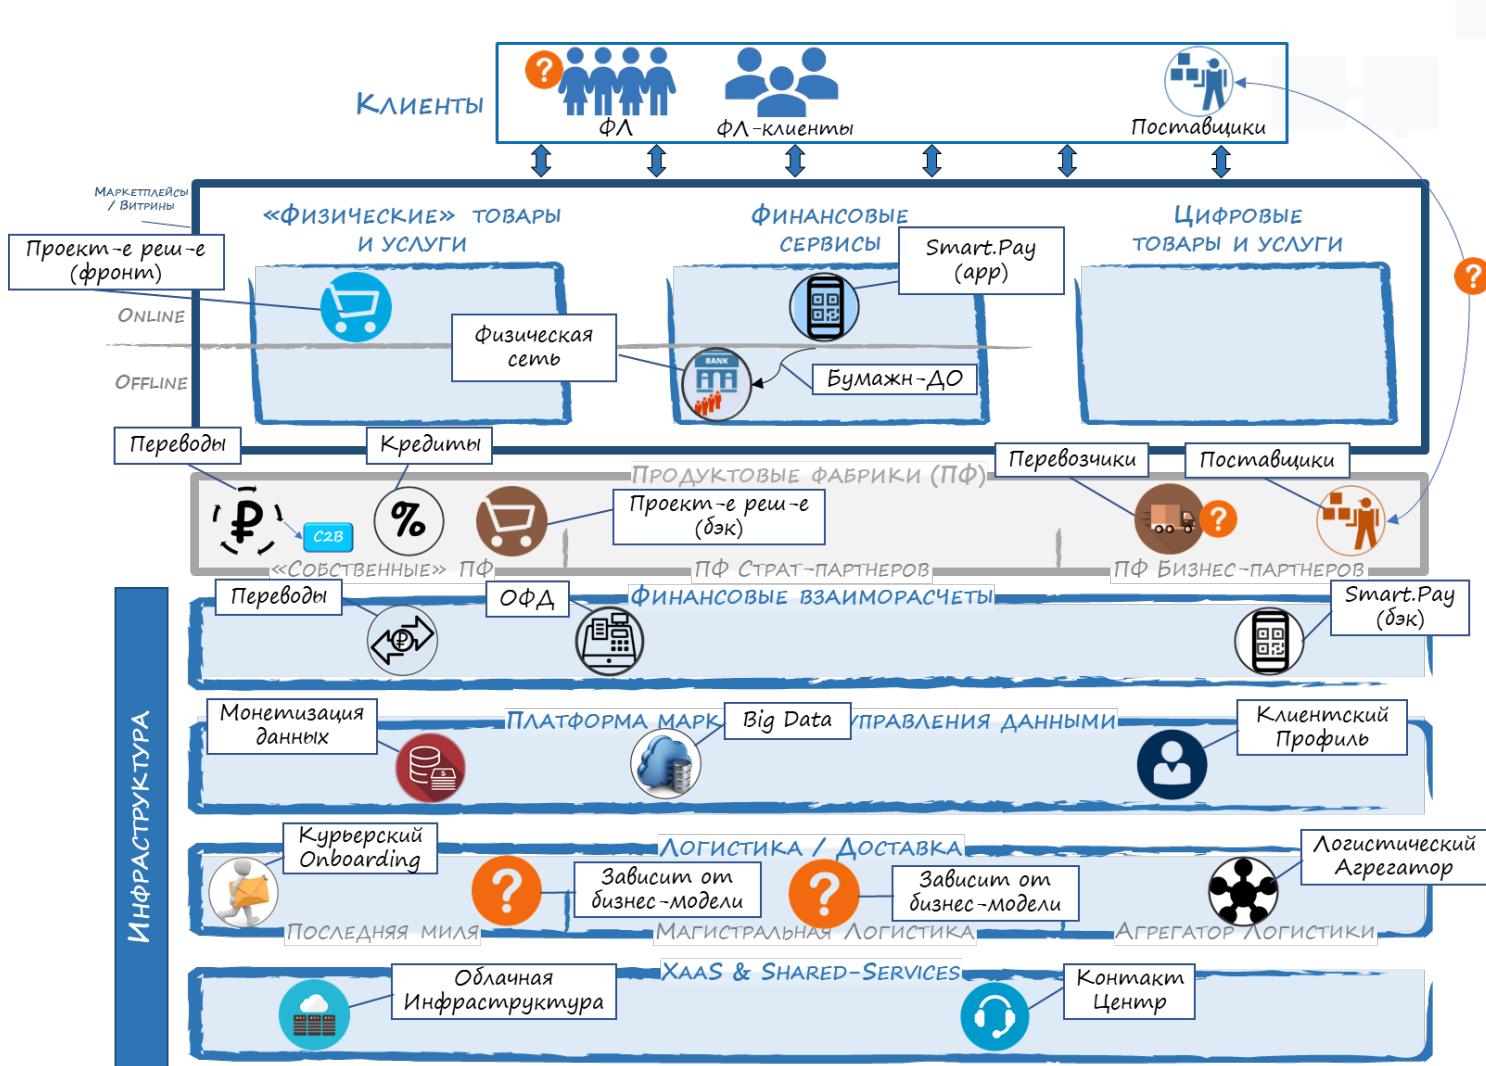 Клиенты
ФЛ
ФЛ-клиенты
Поставщики
Маркетплейсы
/ Витрины
«Физические» товары
и услуги
Финансовые
сервисы
Цифровые
товары и услуги
Проект-е реш-е
(фронт)
Smart.Pay
(app)
Online
Физическая
сеть
BANK
Offline
Бумажн-ДО
Переводы
Кредиты
Продуктовые фабрики (ПФ)
Перевозчики
Поставщики
Проект-е реш-е
(бэк)
C2B
«Собственные» ПФ
ПФ Страт-партнеров
ПФ Бизнес-партнеров
Инфраструктура
Переводы
ОФД
Финансовые взаиморасчеты
Smart.Pay
(бэк)
Монетизация
данных
Платформа марк
Big Data
управления данными
Клиентский
Профиль
Курьерский
Onboarding
Логистика / Доставка
Логистический
Агрегатор
Зависит от
бизнес-модели
Зависит от
бизнес-модели
Последняя миля
Магистральная Логистика
Агрегатор Логистики
XaaS & Shared-Services
Облачная
Инфраструктура
Контакт
Центр